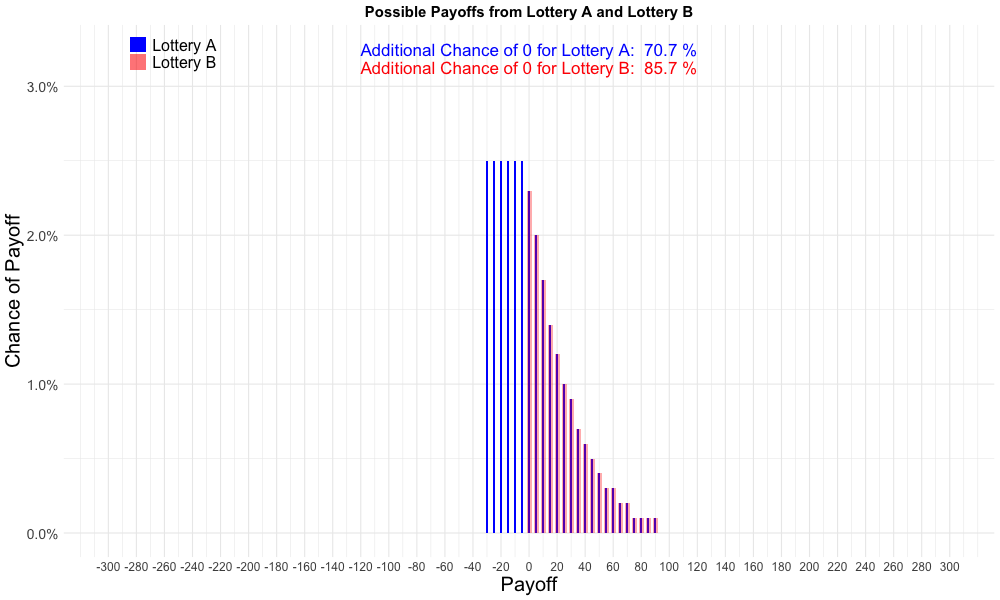 Possible Payoffs from Lottery A and Lottery B
Lottery A
Lottery B
Additional Chance of 0 for Lottery A: 70.7 %
Additional Chance of 0 for Lottery B: 85.7 %
Chance of Payoff
3.0%
2.0%
1.0%
0.0%
-300 -280 -260 -240 -220 -200 -180 -160 -140 -120 -100 -80 -60 -40 -20 0 20 40 60 80 100 120 140 160 180 200 220 240 260 280 300
Payoff